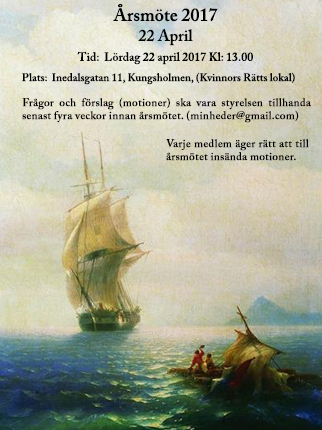 Årsmöte 2017
22 April
Tid: Lördag 22 april 2017 Kl: 13.00
Plats: Inedalsgatan 11, Kungsholmen, (Kvinnors Rätts lokal)
Frågor och förslag (motioner) ska vara styrelsen tillhanda
senast fyra veckor innan årsmötet. (minheder@gmail.com)
Varje medlem äger rätt att till
årsmötet insända motioner.